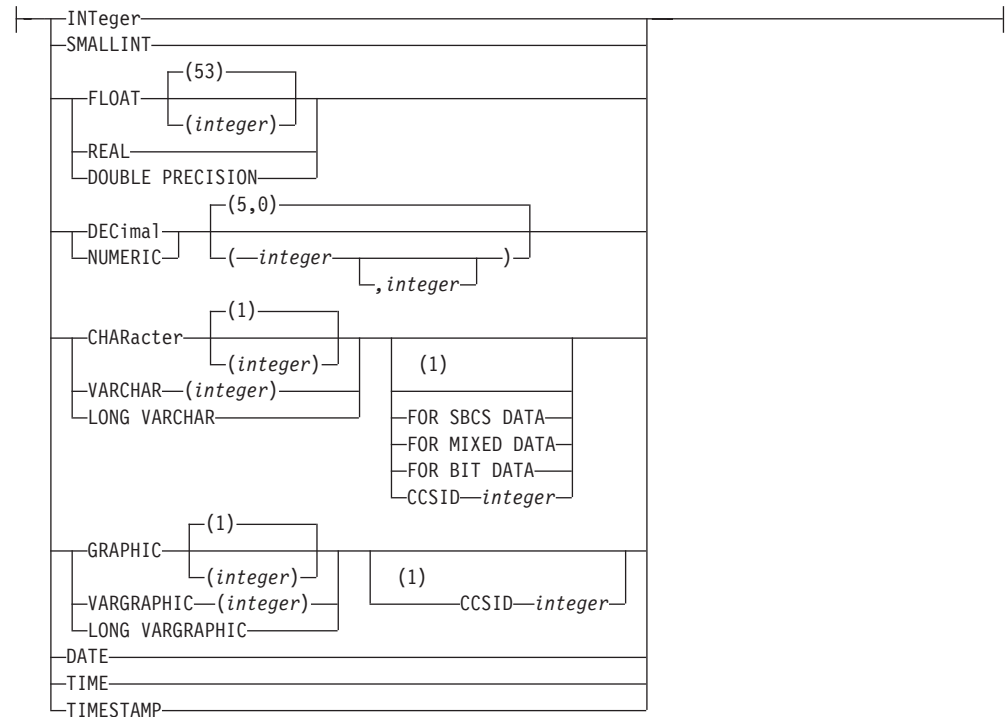 INTeger
SMALLINT
(53)
FLOAT
(integer)
REAL
DOUBLE PRECISION
(5,0)
DECimal
NUMERIC
( integer )
,integer
(1)
CHARacter
(integer)
(1)
VARCHAR (integer)
LONG VARCHAR
FOR SBCS DATA
FOR MIXED DATA
FOR BIT DATA
CCSID integer
(1)
GRAPHIC
(integer)
(1)
VARGRAPHIC (integer)
CCSID integer
LONG VARGRAPHIC
DATE
TIME
TIMESTAMP